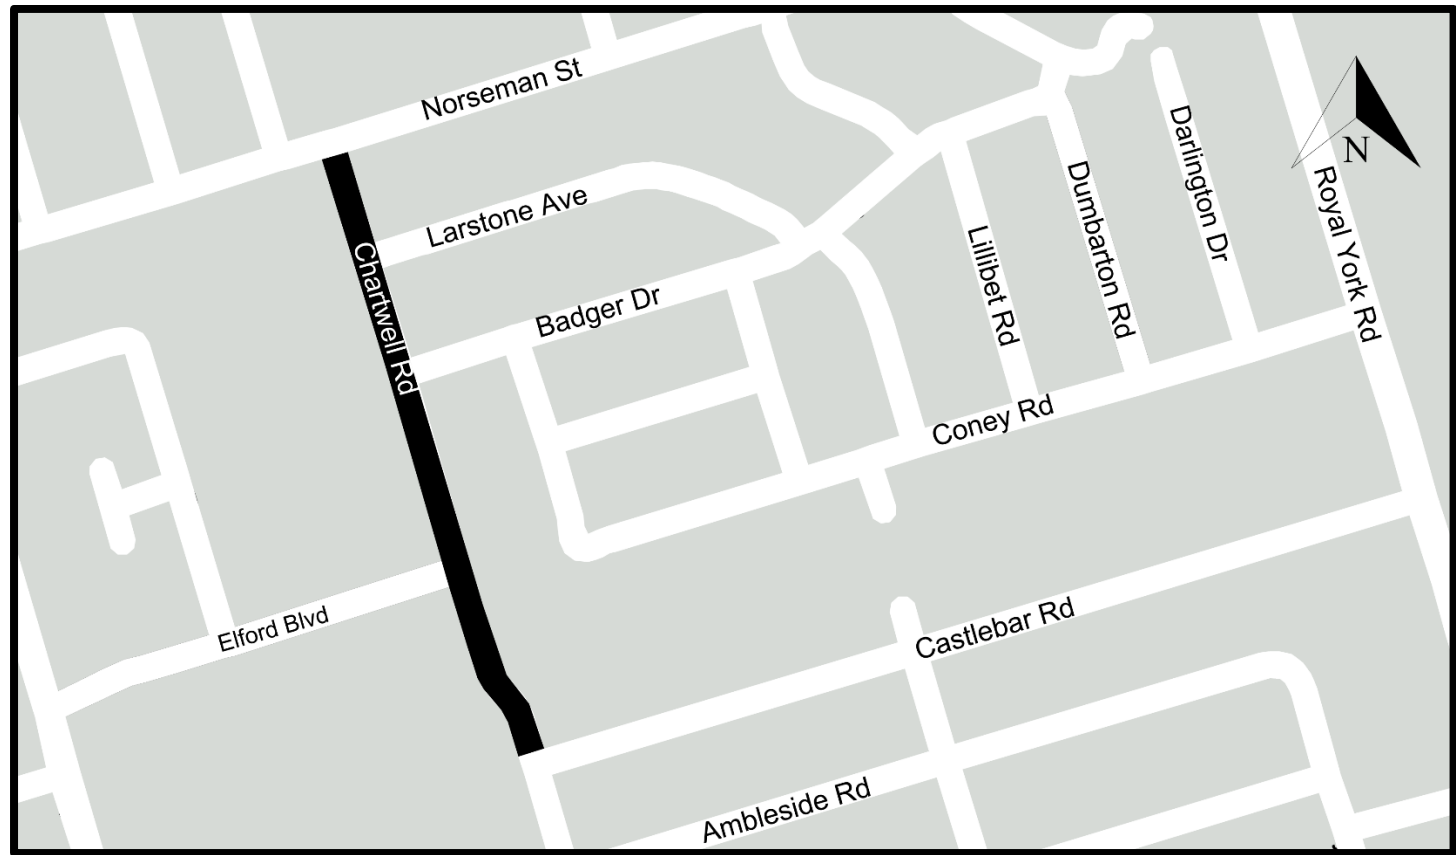 Norseman St
Larstone Ave
Chartwell Rd
Badger Dr
Lillibet Rd
Dumbarton Rd
Darlington Dr
N
Royal York Rd
Coney Rd
Elford Blvd
Castlebar Rd
Ambleside Rd